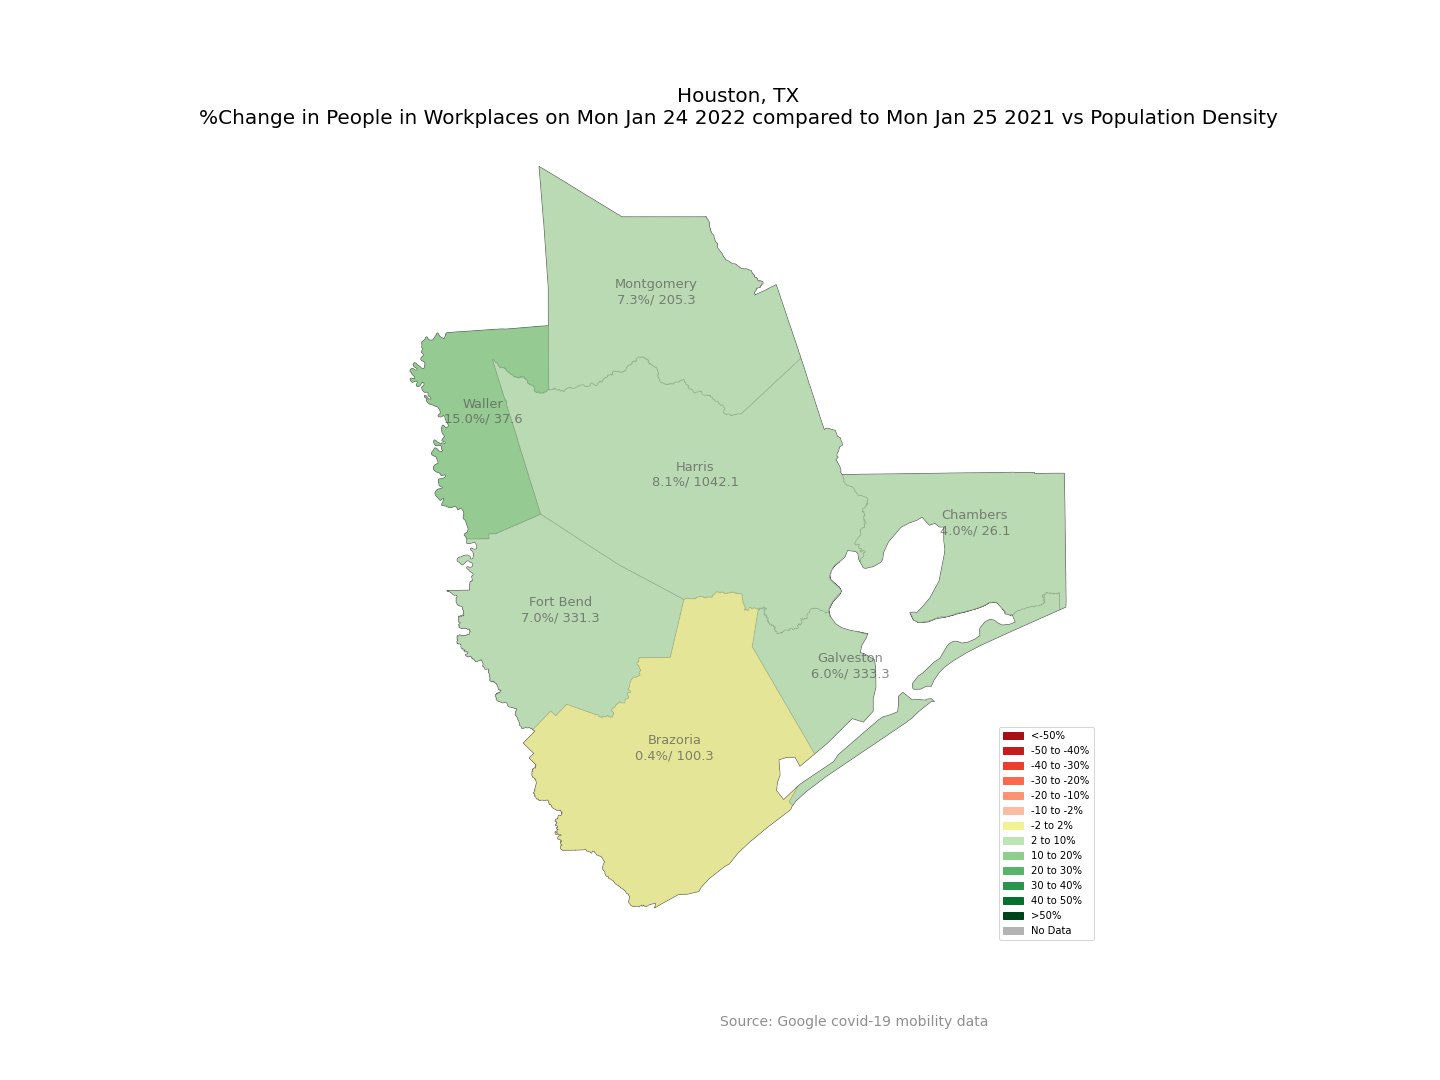 Houston, TX
%Change in People in Workplaces on Mon Jan 24 2022 compared to Mon Jan 25 2021 vs Population Density
Montgomery
7.3%/ 205.3
Waller
15.0%/ 37.6
Harris
8.1%/ 1042.1
Chambers
4.0%/ 26.1
Fort Bend
7.0%/ 331.3
Galveston
6.0%/ 333.3
Brazoria
0.4%/ 100.3
<-50%
-50 to -40%
-40 to -30%
-30 to -20%
-20 to -10%
-10 to -2%
-2 to 2%
2 to 10%
10 to 20%
20 to 30%
30 to 40%
40 to 50%
>50%
No Data
Source: Google covid-19 mobility data